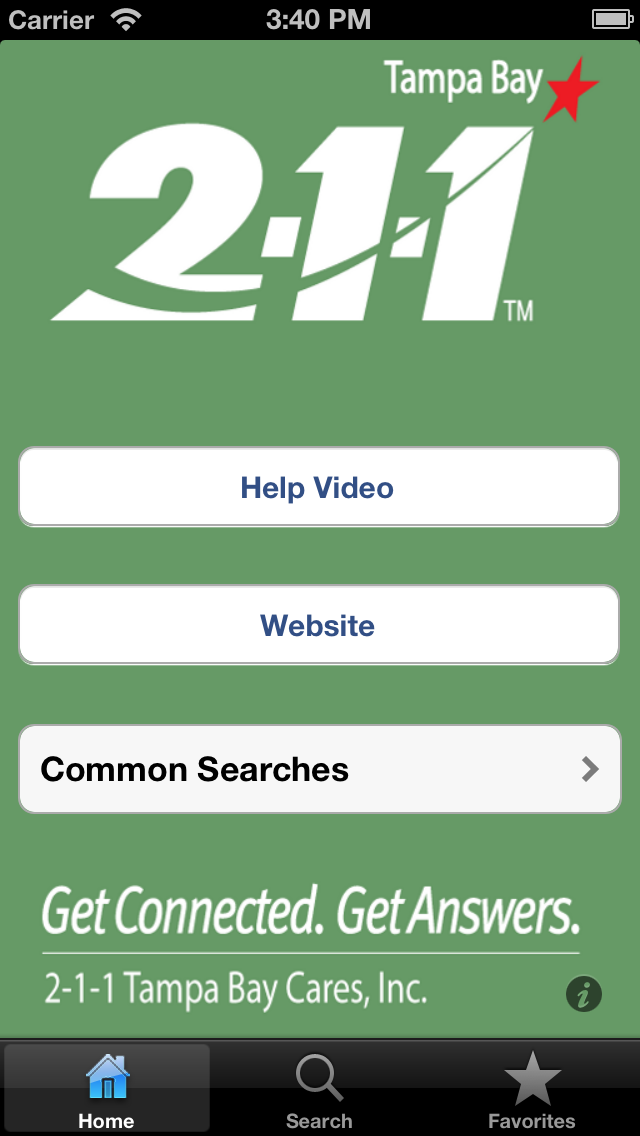 Carrier 3:40 PM
Tampa Bay
2-1-1
TM
Help Video
Website
Common Searches
Get Connected. Get Answers.
2-1-1 Tampa Bay Cares, Inc.
i
Home Search Favorites